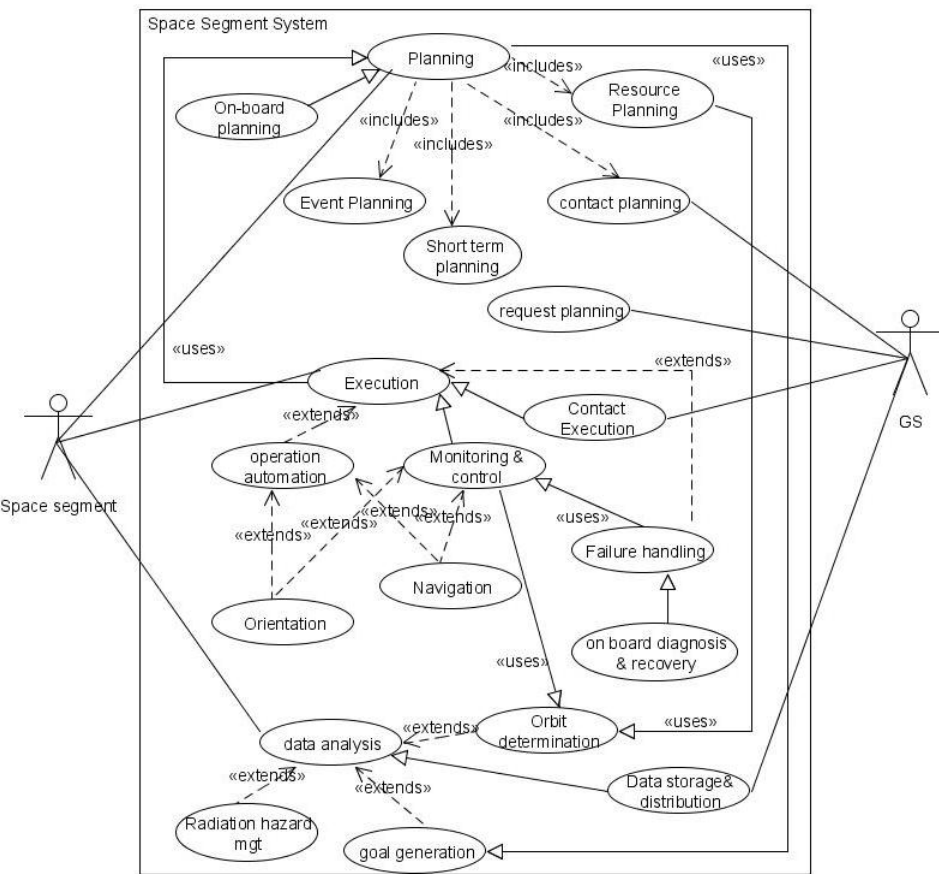 Space Segment System
Planning
«uses»
«includes»
Resource
Planning
On-board
planning
«includes»
«includes»
«includes»
Event Planning
contact planning
Short term
planning
request planning
«uses»
«extends»
Execution
Contact
Execution
«extends»
GS
operation
automation
Monitoring &
control
Space segment
«extends»
«extends»
«extends»
«extends»
«uses»
Failure handling
Navigation
Orientation
on board diagnosis
& recovery
«uses»
Orbit
determination
«uses»
«extends»
data analysis
«extends»
«extends»
Data storage&
distribution
Radiation hazard
mgt
goal generation